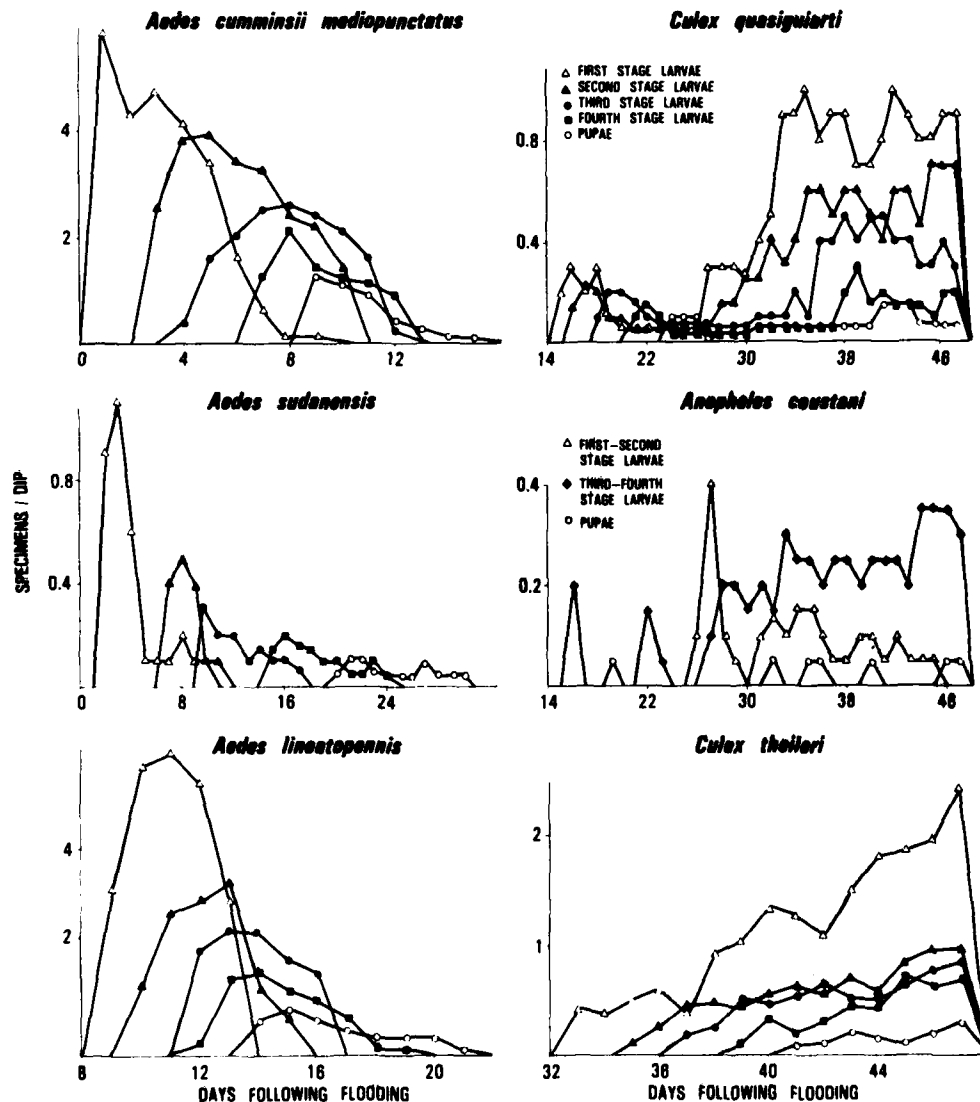 Aedes cumminsii mediopunctatus
4
2
0 4 8 12
Culex quasiguiarti
FIRST STAGE LARVAE
SECOND STAGE LARVAE
THIRD STAGE LARVAE
FOURTH STAGE LARVAE
PUPAE
0.8
0.4
14 22 30 38 46
Aedes sudanensis
SPECIMENS / DIP
0.8
0.4
0 8 16 24
Anopheles coustani
FIRST-SECOND
STAGE LARVAE
THIRD-FOURTH
STAGE LARVAE
PUPAE
0.4
0.2
14 22 30 38 46
Aedes lineatopennis
4
2
8 12 16 20
DAYS FOLLOWING FLOODING
Culex theileri
2
1
32 36 40 44
DAYS FOLLOWING FLOODING